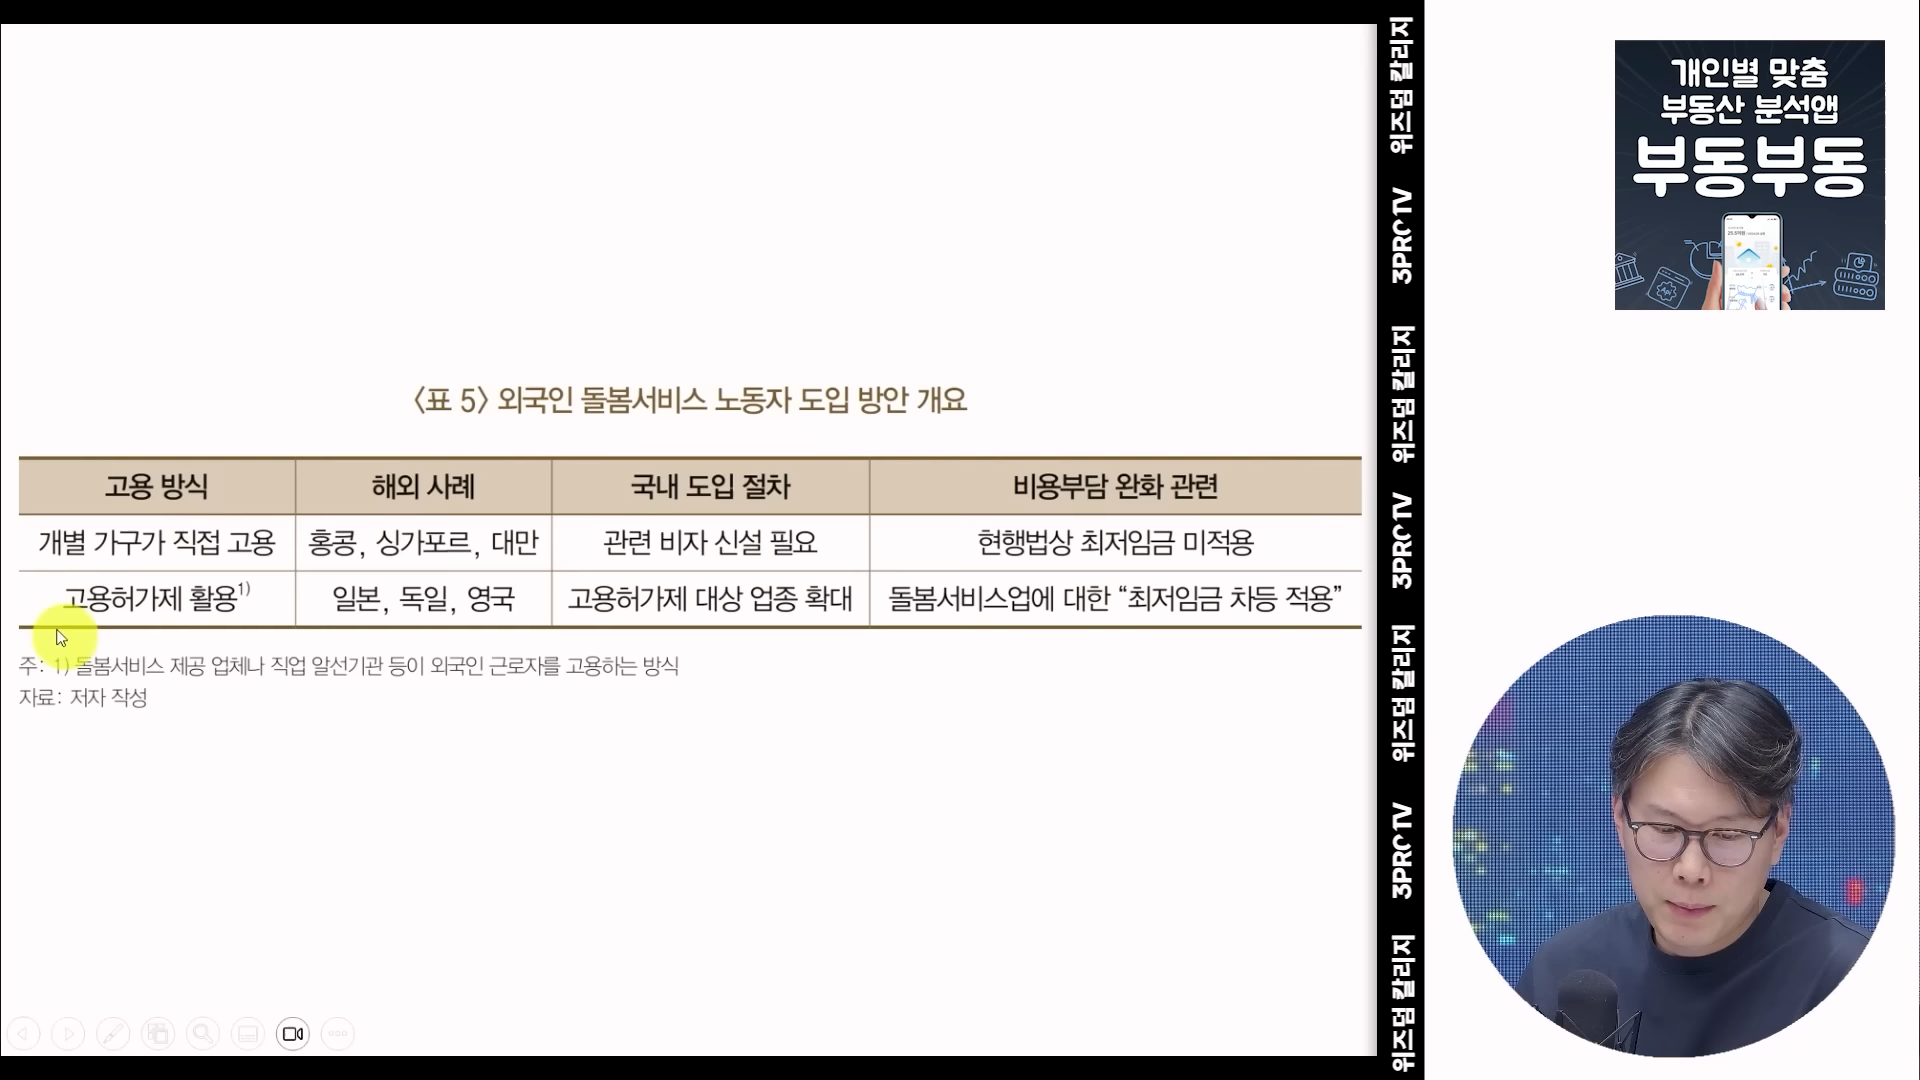 〈표 5〉 외국인 돌봄서비스 노동자 도입 방안 개요
고용 방식 해외 사례 국내 도입 절차 비용부담 완화 관련
개별 가구가 직접 고용 홍콩, 싱가포르, 대만 관련 비자 신설 필요 현행법상 최저임금 미적용
고용허가제 활용1) 일본, 독일, 영국 고용허가제 대상 업종 확대 돌봄서비스업에 대한 “최저임금 차등 적용”
주: 1) 돌봄서비스 제공 업체나 직업 알선기관 등이 외국인 근로자를 고용하는 방식
자료: 저자 작성
위즈덤 칼리지
3PROTV
위즈덤 칼리지
3PROTV
위즈덤 칼리지
3PROTV
위즈덤 칼리지
개인별 맞춤
부동산 분석앱
부동부동
Api